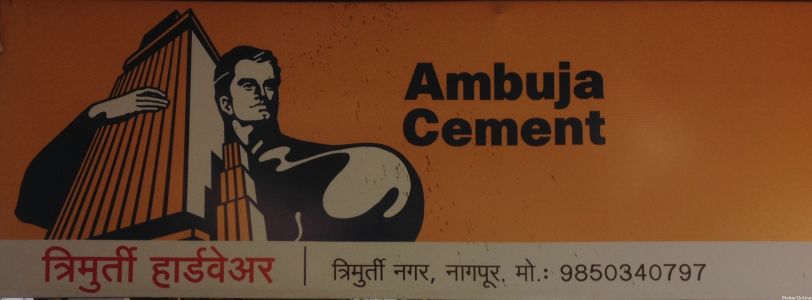 Ambuja
Cement
त्रिमुर्ती हार्डवेअर | त्रिमुर्ती नगर, नागपूर, मो.: 9850340797